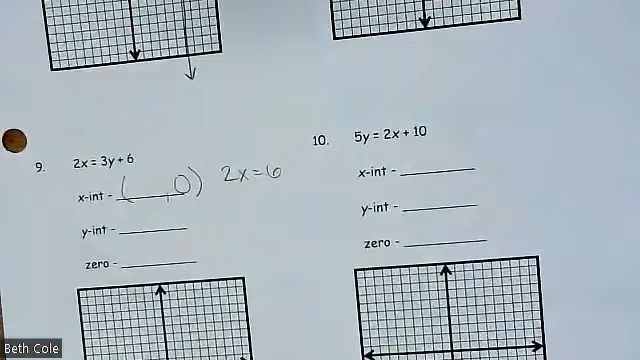 9. 2x = 3y + 6
x-int - ( , 0) 2x = 6
y-int -
zero -
10. 5y = 2x + 10
x-int -
y-int -
zero -
Beth Cole